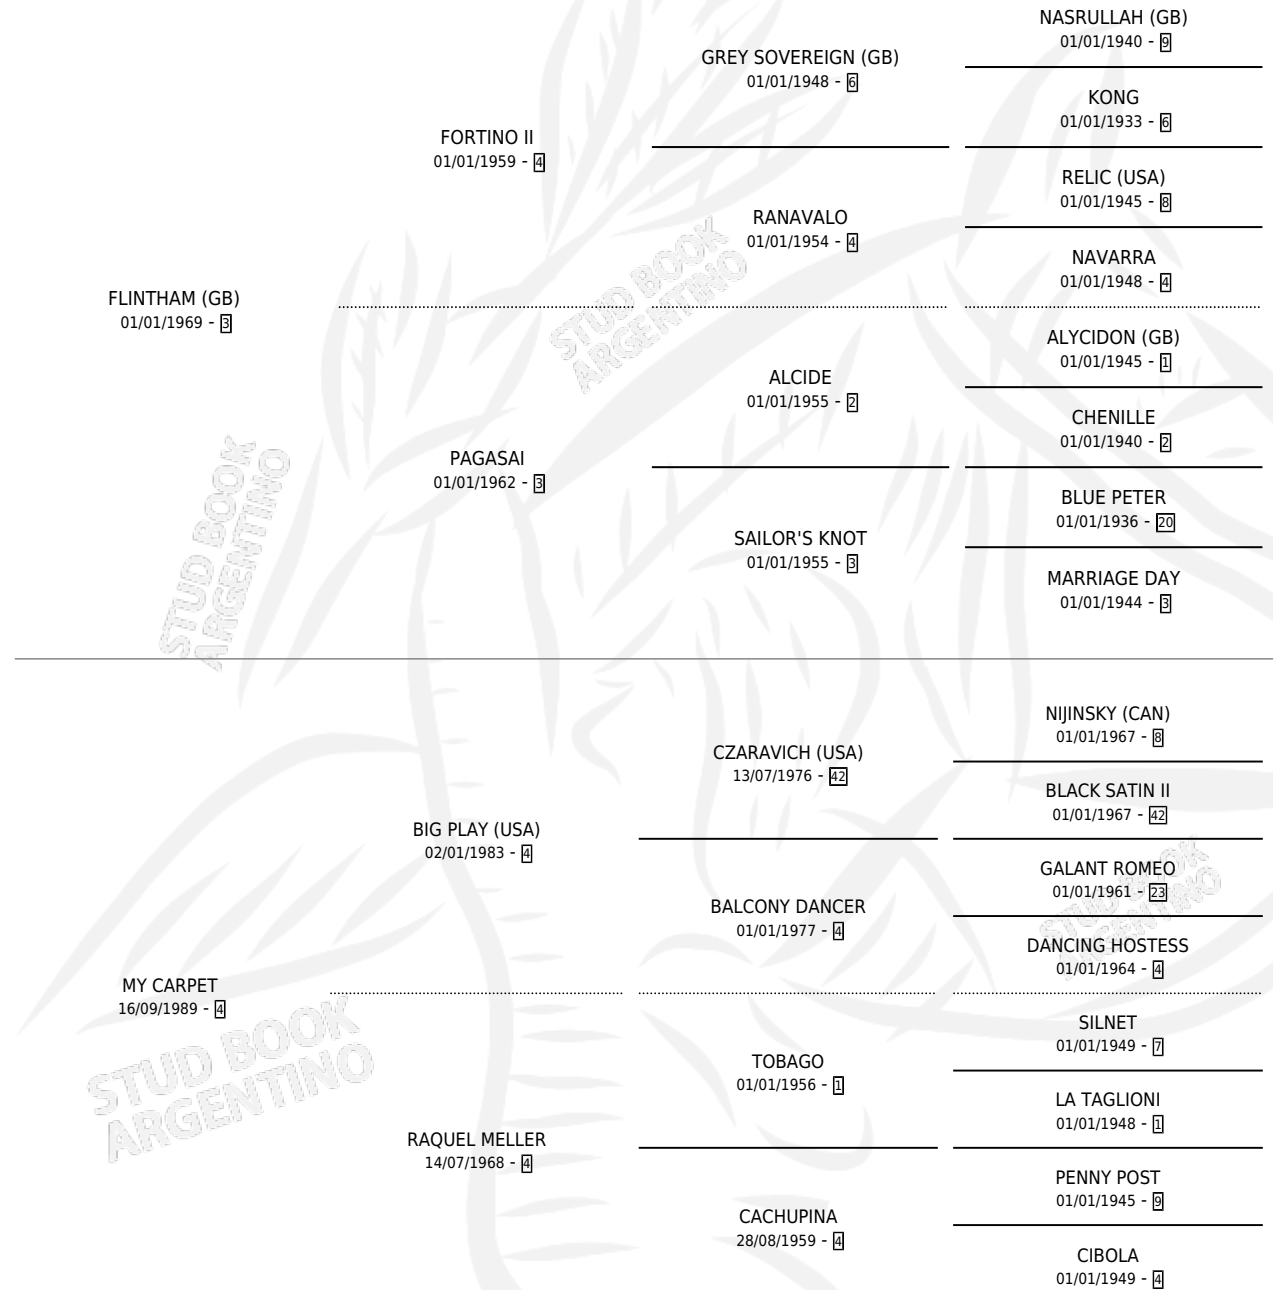 NASRULLAH (GB)
01/01/1940 - 9
GREY SOVEREIGN (GB)
01/01/1948 - 6
KONG
01/01/1933 - 6
FORTINO II
01/01/1959 - 4
RELIC (USA)
01/01/1945 - 8
RANAVALO
01/01/1954 - 4
NAVARRA
01/01/1948 - 4
FLINTHAM (GB)
01/01/1969 - 3
ALYCIDON (GB)
01/01/1945 - 1
ALCIDE
01/01/1955 - 2
CHENILLE
01/01/1940 - 2
PAGASAI
01/01/1962 - 3
BLUE PETER
01/01/1936 - 20
SAILOR'S KNOT
01/01/1955 - 3
MARRIAGE DAY
01/01/1944 - 3
NIJINSKY (CAN)
01/01/1967 - 8
CZARAVICH (USA)
13/07/1976 - 42
BLACK SATIN II
01/01/1967 - 42
BIG PLAY (USA)
02/01/1983 - 4
GALANT ROMEO
01/01/1961 - 23
BALCONY DANCER
01/01/1977 - 4
DANCING HOSTESS
01/01/1964 - 4
MY CARPET
16/09/1989 - 4
SILNET
01/01/1949 - 7
TOBAGO
01/01/1956 - 1
LA TAGLIONI
01/01/1948 - 1
RAQUEL MELLER
14/07/1968 - 4
PENNY POST
01/01/1945 - 9
CACHUPINA
28/08/1959 - 4
CIBOLA
01/01/1949 - 4
STUD BOOK
ARGENTINO
STUD BOOK
ARGENTINO
STUD BOOK
ARGENTINO
STUD BOOK
ARGENTINO